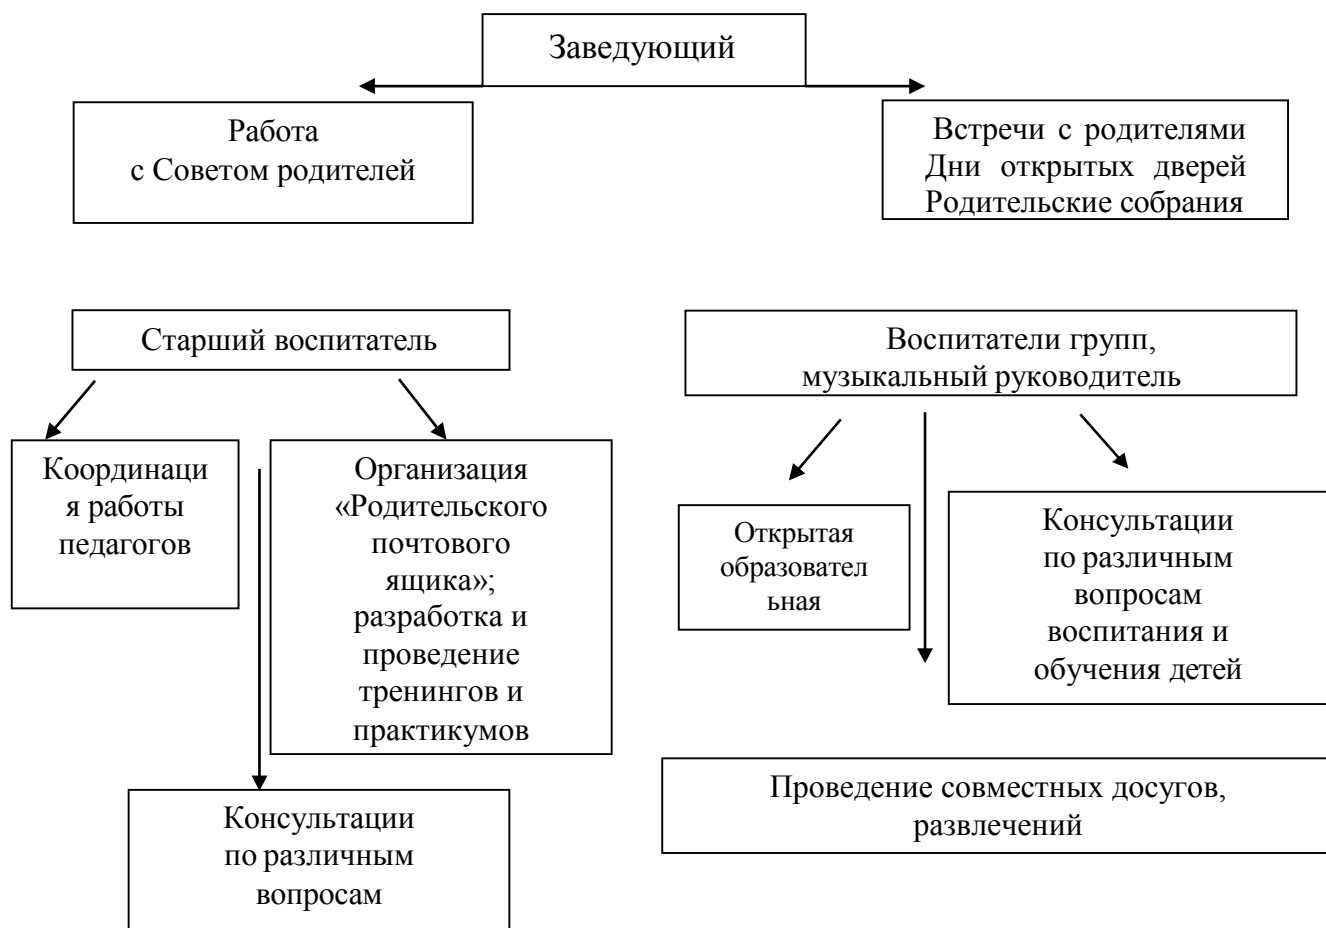 Заведующий
Работа
с Советом родителей
Встречи с родителями
Дни открытых дверей
Родительские собрания
Старший воспитатель
Воспитатели групп,
музыкальный руководитель
Координаци
я работы
педагогов
Организация
«Родительского
почтового
ящика»;
разработка и
проведение
тренингов и
практикумов
Открытая
образовател
ьная
Консультации
по различным
вопросам
воспитания и
обучения детей
Консультации
по различным
вопросам
Проведение совместных досугов,
развлечений